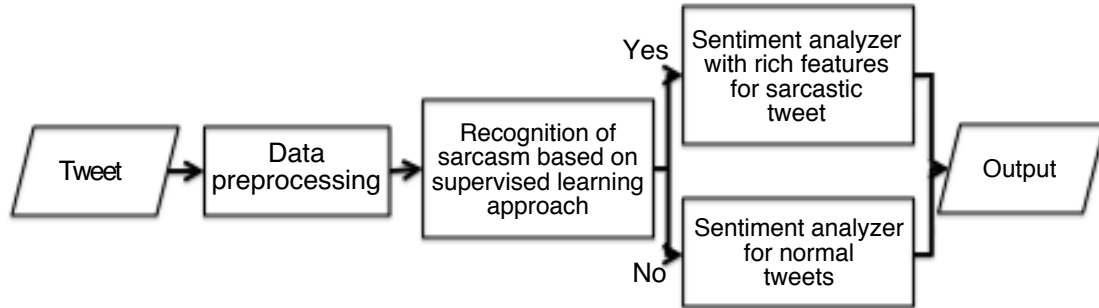 Tweet
Data
preprocessing
Recognition of
sarcasm based on
supervised learning
approach
Yes
Sentiment analyzer
with rich features
for sarcastic
tweet
No
Sentiment analyzer
for normal
tweets
Output